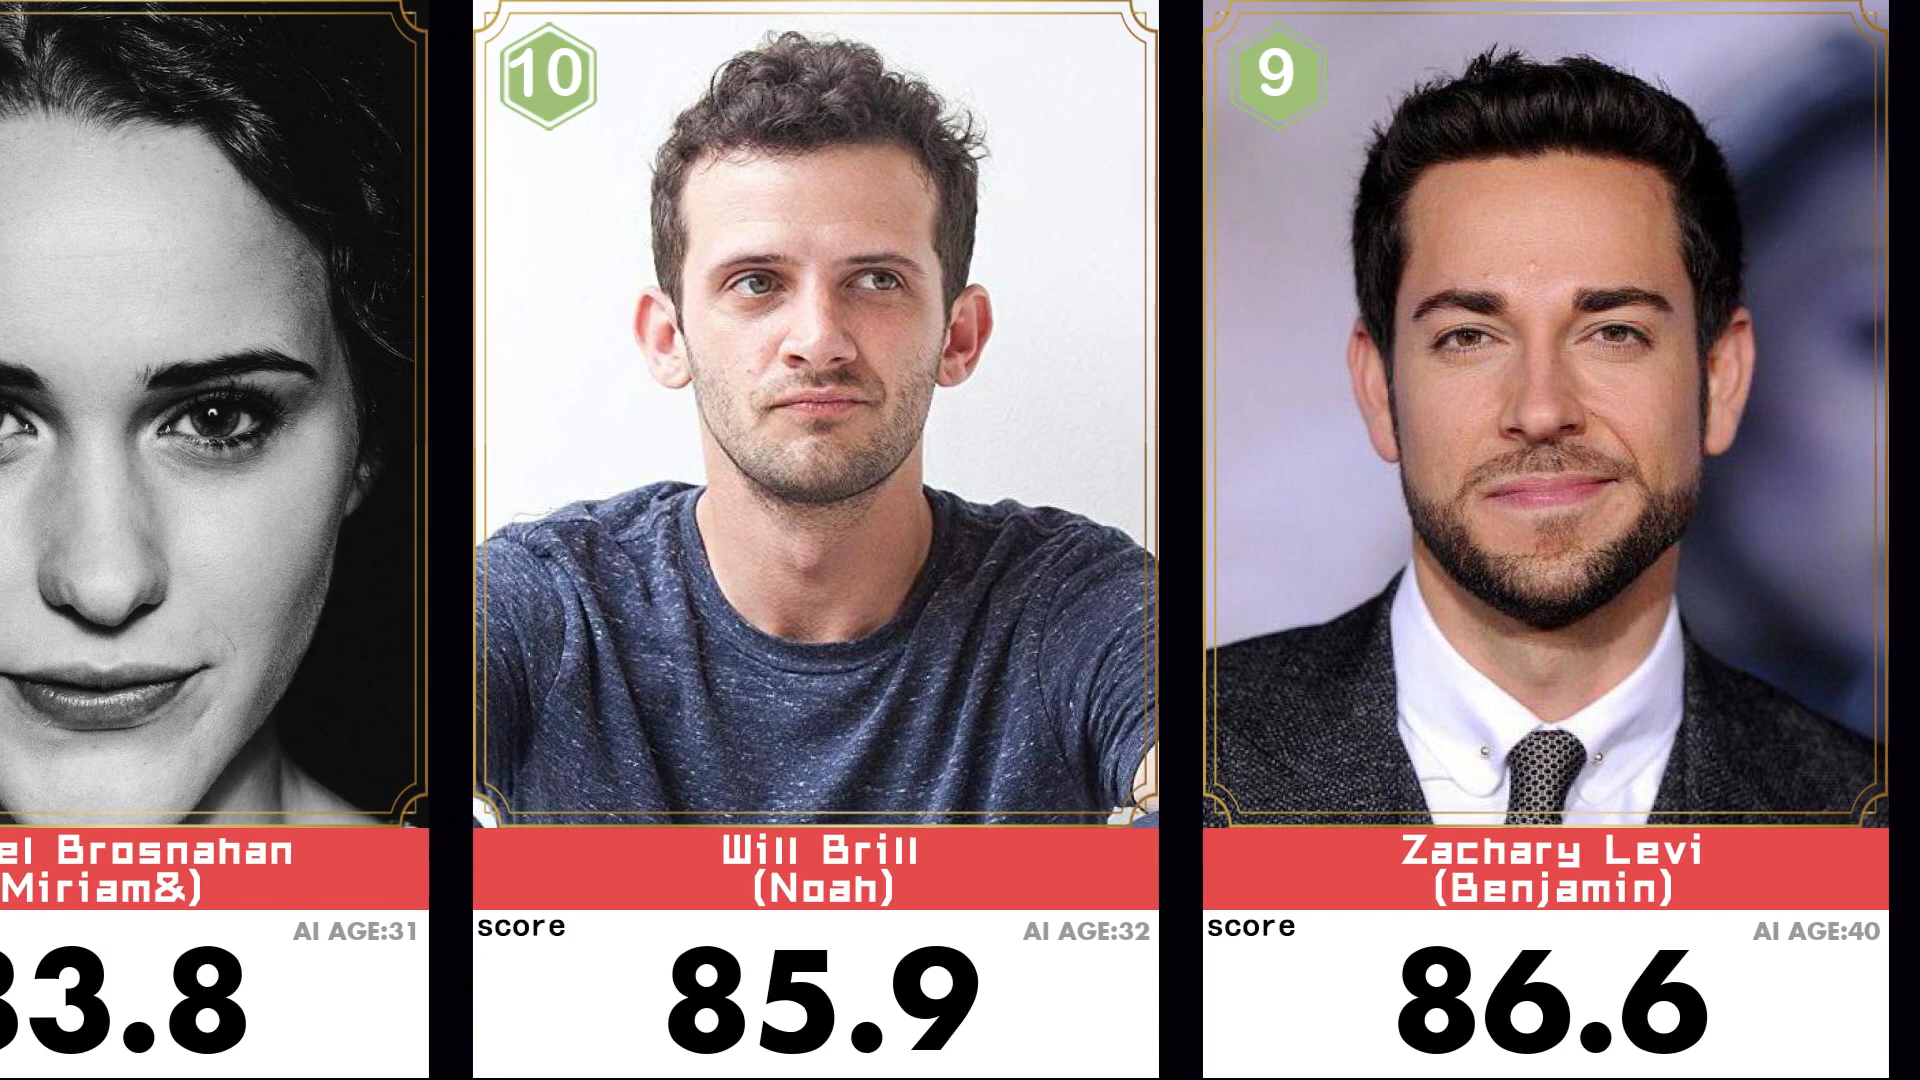 el Brosnahan
Miriam&)
AI AGE:31
33.8
10
Will Brill
(Noah)
score
AI AGE:32
85.9
9
Zachary Levi
(Benjamin)
score
AI AGE:40
86.6